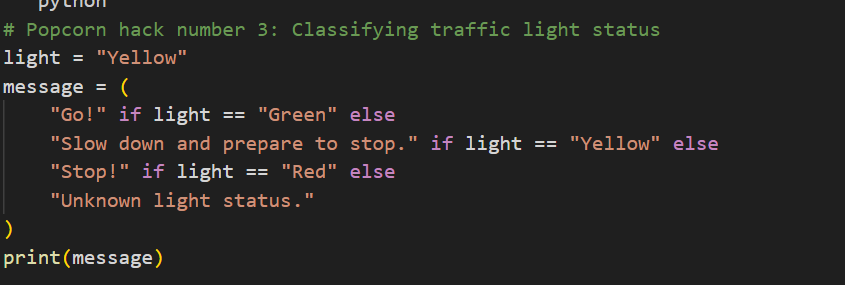 python
# Popcorn hack number 3: Classifying traffic light status
light = "Yellow"
message = (
    "Go!" if light == "Green" else
    "Slow down and prepare to stop." if light == "Yellow" else
    "Stop!" if light == "Red" else
    "Unknown light status."
)
print(message)